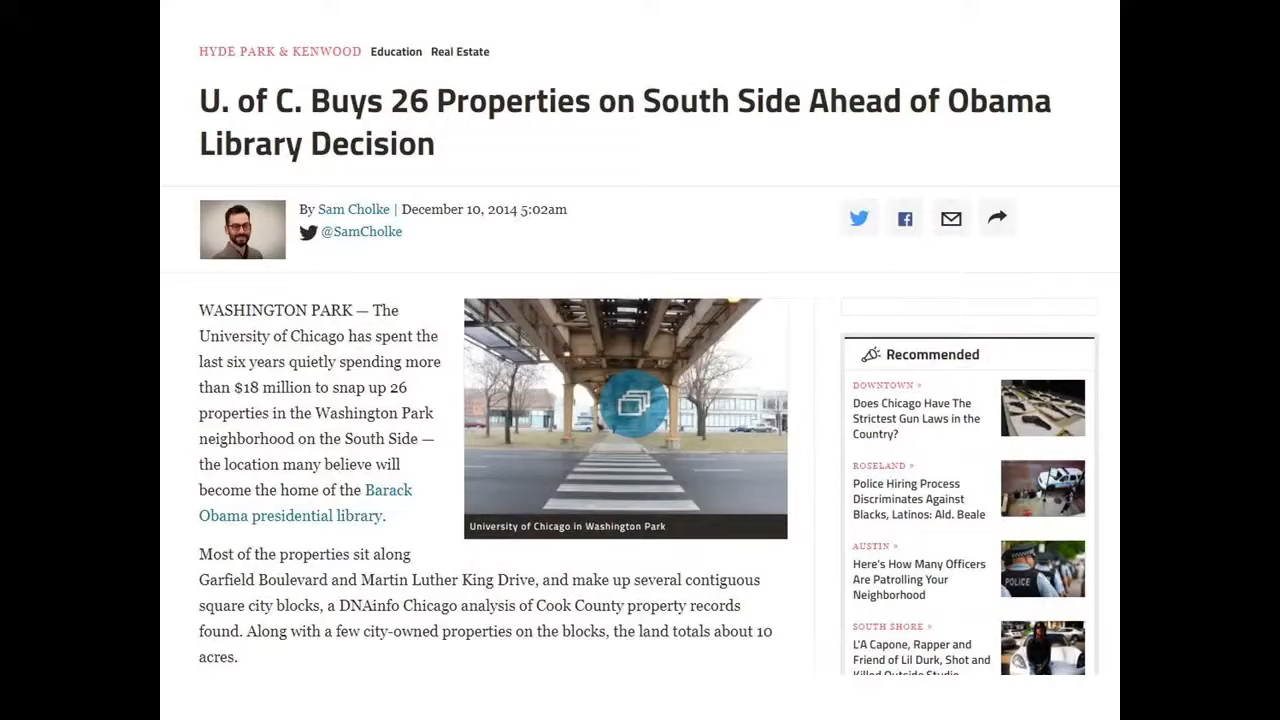 HYDE PARK & KENWOOD Education Real Estate
U. of C. Buys 26 Properties on South Side Ahead of Obama
Library Decision
By Sam Cholke | December 10, 2014 5:02am
@SamCholke
WASHINGTON PARK — The
University of Chicago has spent the
last six years quietly spending more
than $18 million to snap up 26
properties in the Washington Park
neighborhood on the South Side —
the location many believe will
become the home of the Barack
Obama presidential library.
University of Chicago in Washington Park
Most of the properties sit along
Garfield Boulevard and Martin Luther King Drive, and make up several contiguous
square city blocks, a DNAinfo Chicago analysis of Cook County property records
found. Along with a few city-owned properties on the blocks, the land totals about 10
acres.
Recommended
DOWNTOWN »
Does Chicago Have The
Strictest Gun Laws in the
Country?
ROSELAND »
Police Hiring Process
Discriminates Against
Blacks, Latinos: Ald. Beale
AUSTIN »
Here's How Many Officers
Are Patrolling Your
Neighborhood
POLICE
SOUTH SHORE »
L'A Capone, Rapper and
Friend of Lil Durk, Shot and
Killed Outside Studio